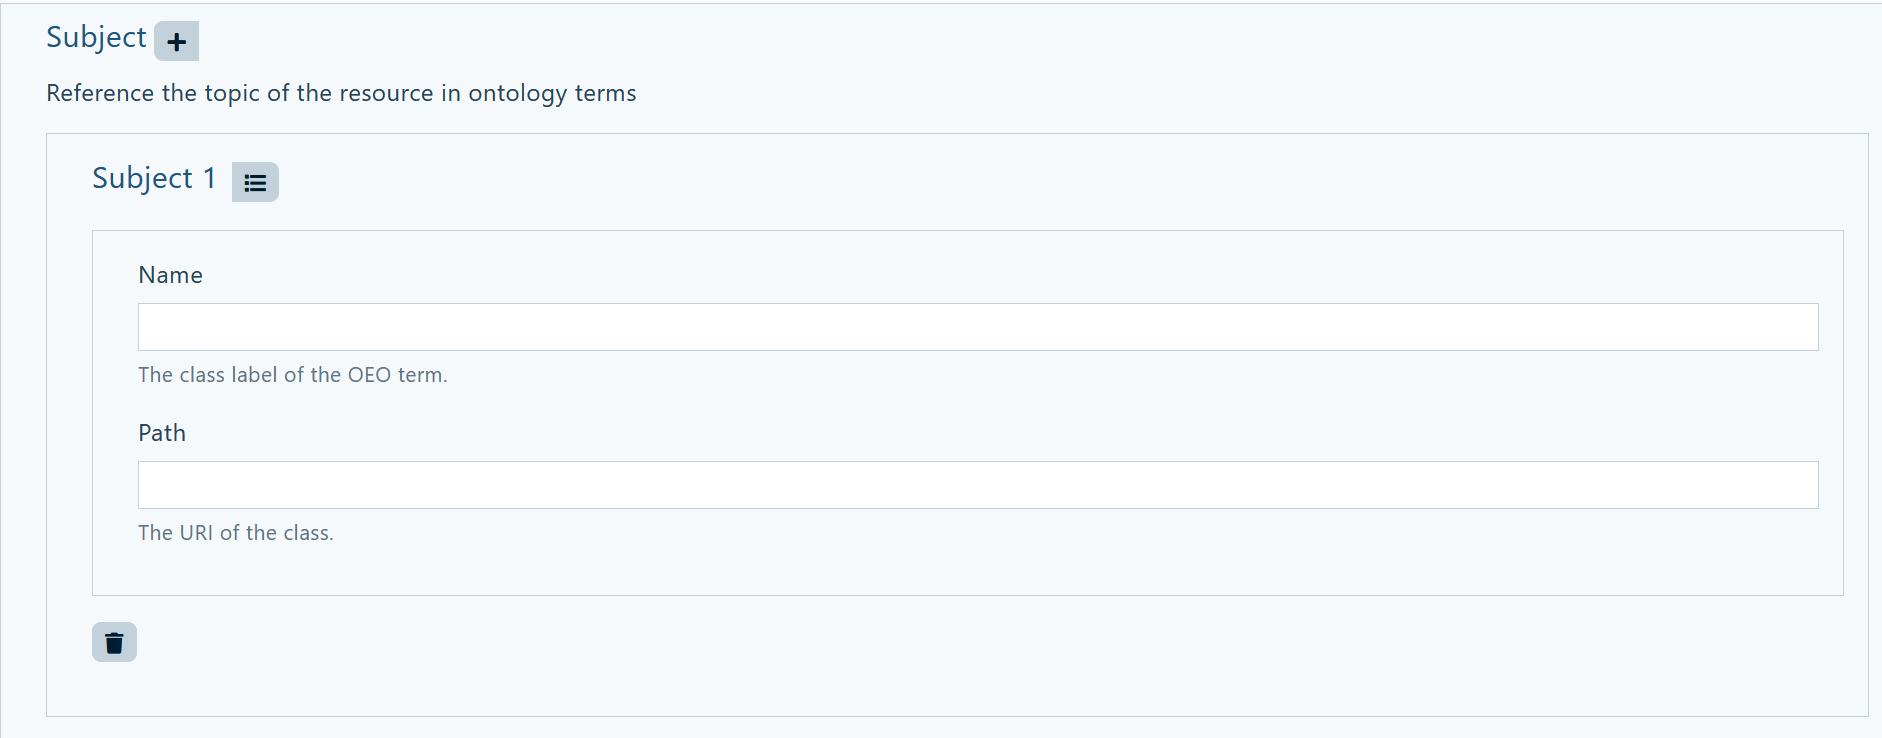 Subject
Reference the topic of the resource in ontology terms
Subject 1
Name
The class label of the OEO term.
Path
The URI of the class.